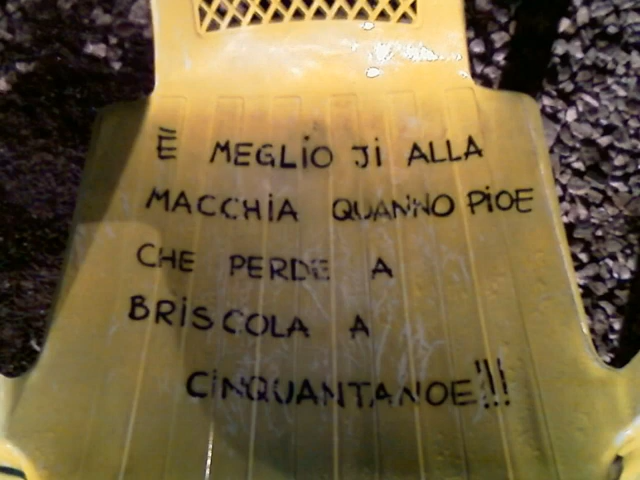 È MEGLIO JI ALLA
MACCHIA QUANNO PIOE
CHE PERDE A
BRISCOLA A
CINQUANTANOE!!!